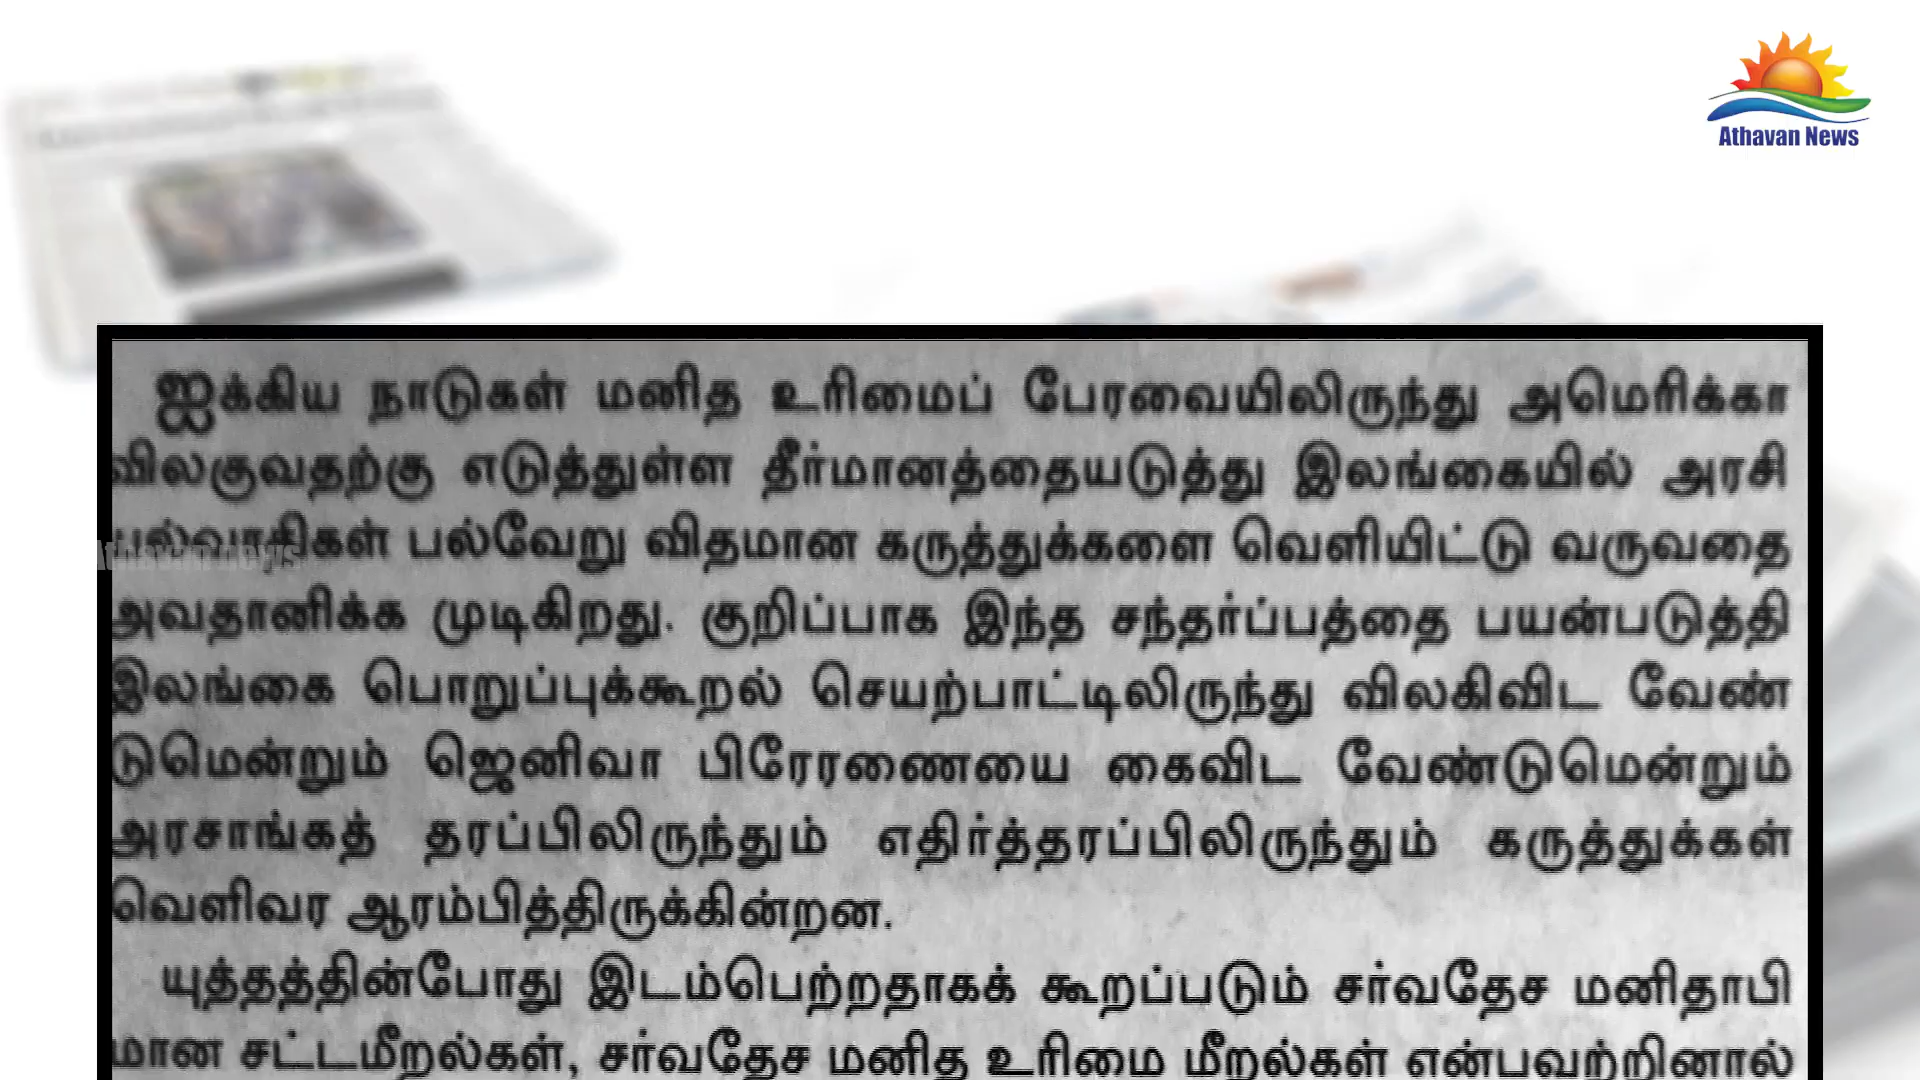 Athavan News
ஐக்கிய நாடுகள் மனித உரிமைப் பேரவையிலிருந்து அமெரிக்கா
விலகுவதற்கு எடுத்துள்ள தீர்மானத்தையடுத்து இலங்கையில் அரசி
யல்வாதிகள் பல்வேறு விதமான கருத்துக்களை வெளியிட்டு வருவதை
Athavan news
அவதானிக்க முடிகிறது. குறிப்பாக இந்த சந்தர்ப்பத்தை பயன்படுத்தி
இலங்கை பொறுப்புக்கூறல் செயற்பாட்டிலிருந்து விலகிவிட வேண்
டுமென்றும் ஜெனிவா பிரேரணையை கைவிட வேண்டுமென்றும்
அரசாங்கத் தரப்பிலிருந்தும் எதிர்த்தரப்பிலிருந்தும் கருத்துக்கள்
வெளிவர ஆரம்பித்திருக்கின்றன.
யுத்தத்தின்போது இடம்பெற்றதாகக் கூறப்படும் சர்வதேச மனிதாபி
மான சட்டமீறல்கள், சர்வதேச மனித உரிமை மீறல்கள் என்பவற்றினால்